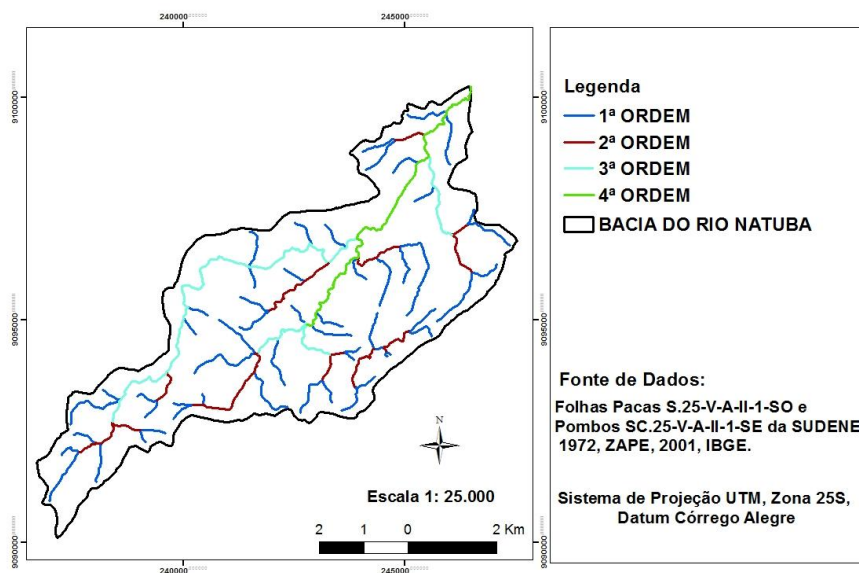 240000
245000
9100000
9095000
9090000
240000
245000
N
Escala 1: 25.000
2 1 0 2 Km
Legenda
1ª ORDEM
2ª ORDEM
3ª ORDEM
4ª ORDEM
BACIA DO RIO NATUBA
Fonte de Dados:
Folhas Pacas S.25-V-A-II-1-SO e
Pombos SC.25-V-A-II-1-SE da SUDENE
1972, ZAPE, 2001, IBGE.
Sistema de Projeção UTM, Zona 25S,
Datum Córrego Alegre